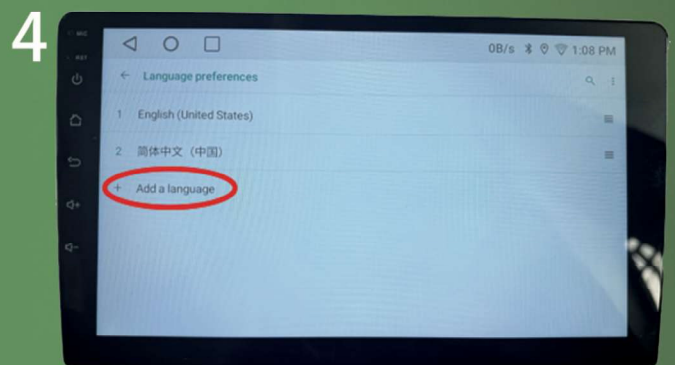 4
MIC
RST
0B/s 1:08 PM
Language preferences
1 English (United States)
2 简体中文（中国）
+ Add a language